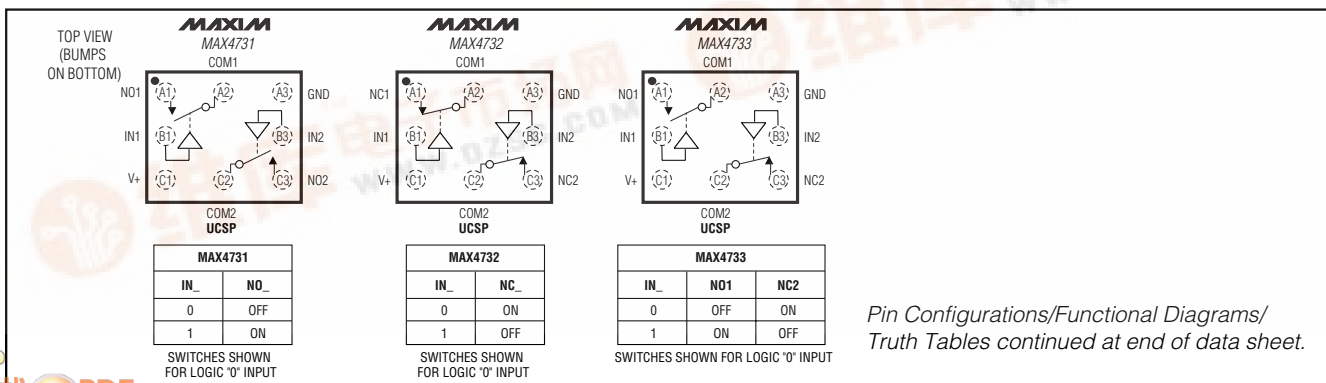 TOP VIEW
(BUMPS
ON BOTTOM)
MAXIM
MAX4731
COM1
NO1 A1 A2 A3 GND
IN1 B1 B3 IN2
V+ C1 C2 C3 NO2
COM2
UCSP
MAX4731
IN_ NO_
0 OFF
1 ON
SWITCHES SHOWN
FOR LOGIC "0" INPUT
MAXIM
MAX4732
COM1
NC1 A1 A2 A3 GND
IN1 B1 B3 IN2
V+ C1 C2 C3 NC2
COM2
UCSP
MAX4732
IN_ NC_
0 ON
1 OFF
SWITCHES SHOWN
FOR LOGIC "0" INPUT
MAXIM
MAX4733
COM1
NO1 A1 A2 A3 GND
IN1 B1 B3 IN2
V+ C1 C2 C3 NC2
COM2
UCSP
MAX4733
IN_ NO1 NC2
0 OFF ON
1 ON OFF
SWITCHES SHOWN FOR LOGIC "0" INPUT
Pin Configurations/Functional Diagrams/
Truth Tables continued at end of data sheet.